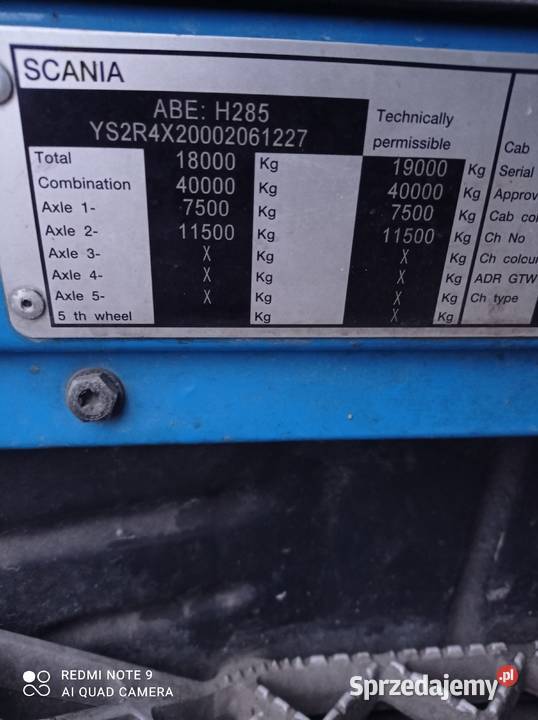 SCANIA
ABE: H285
YS2R4X20002061227
Technically
permissible
Total 18000 Kg 19000 Kg
Combination 40000 Kg 40000 Kg
Axle 1- 7500 Kg 7500 Kg
Axle 2- 11500 Kg 11500 Kg
Axle 3- X Kg X Kg
Axle 4- X Kg X Kg
Axle 5- X Kg X Kg
5 th wheel Kg X Kg
Cab
Serial
Approv
Cab co
Ch No
Ch colour
ADR GTW
Ch type
REDMI NOTE 9
AI QUAD CAMERA
Sprzedajemy.pl